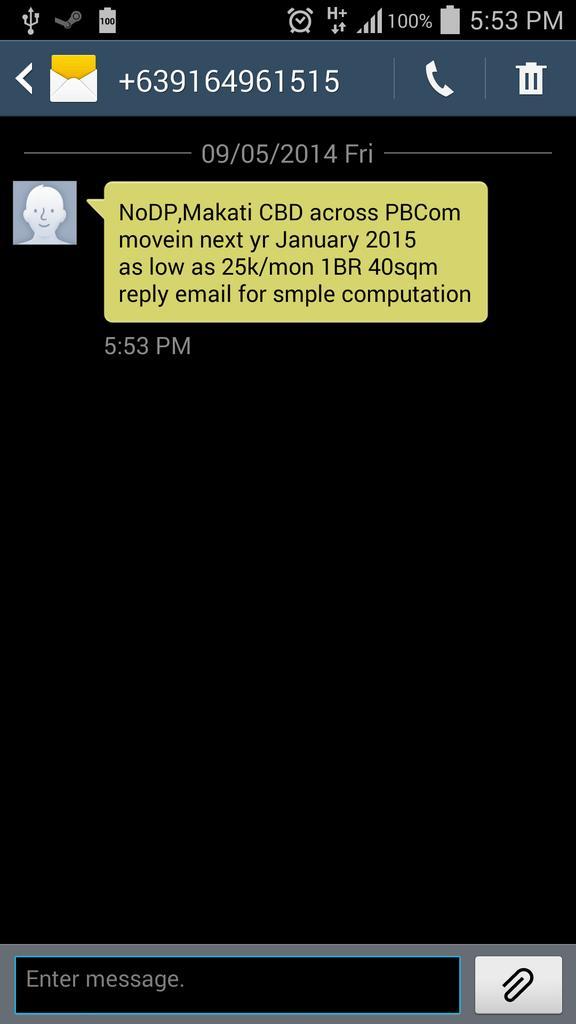 100 H+ 100% 5:53 PM
+639164961515
09/05/2014 Fri
NoDP,Makati CBD across PBCom
movein next yr January 2015
as low as 25k/mon 1BR 40sqm
reply email for smple computation
5:53 PM
Enter message.